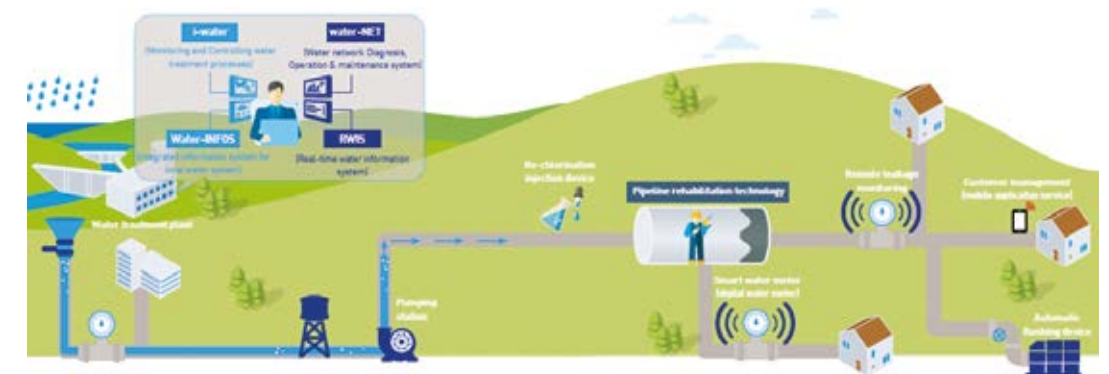 i-water
(Monitoring and Controlling water
treatment processes)
water-NET
(Water network Diagnosis,
Operation & maintenance system)
Water-INFOS
(Integrated information system for
water system)
RWIS
(Real-time water information
system)
Water treatment plant
Re-chlorination
injection device
Pipeline rehabilitation technology
Remote leakage
monitoring
Customer management
(mobile application service)
Pumping
station
Smart water meter
(digital water meter)
Automatic
flushing device